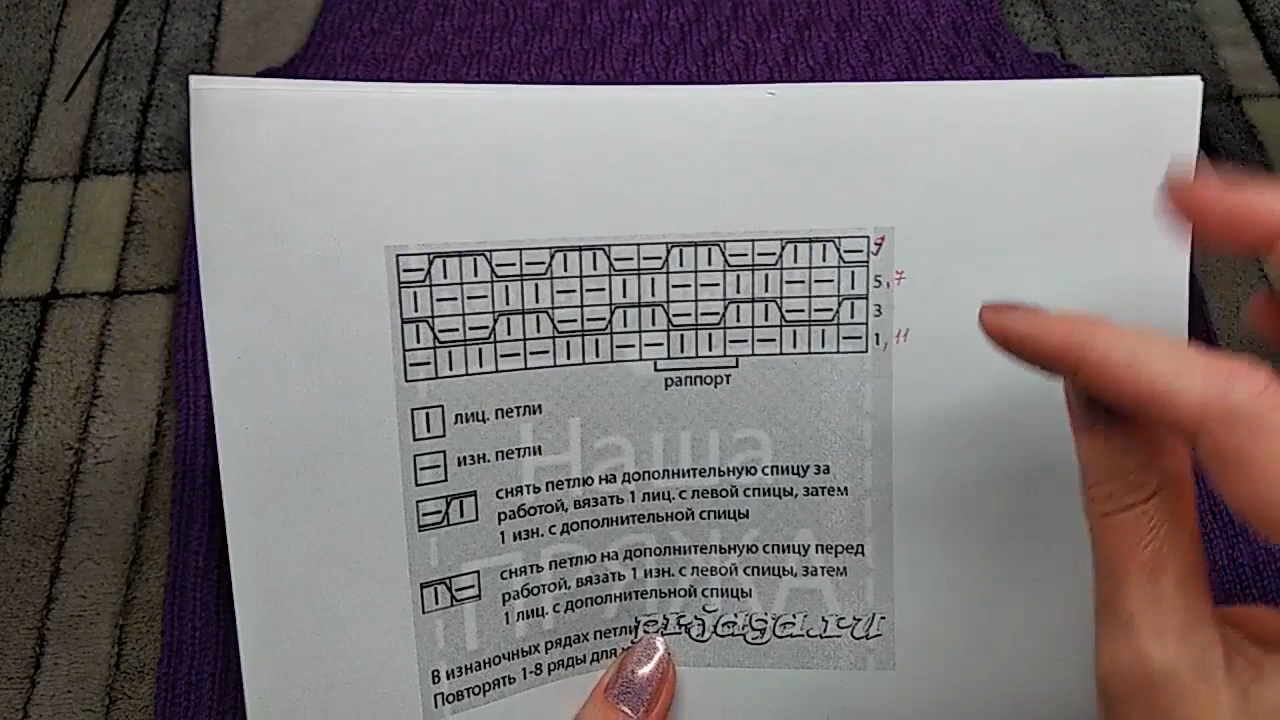 9
5, 7
3
1, 11
раппорт
лиц. петли
изн. петли
снять петлю на дополнительную спицу за
работой, вязать 1 лиц. с левой спицы, затем
1 изн. с дополнительной спицы
снять петлю на дополнительную спицу перед
работой, вязать 1 изн. с левой спицы, затем
1 лиц. с дополнительной спицы
В изнаночных рядах петли
Повторять 1-8 ряды для
Наша
ПРЯЖА